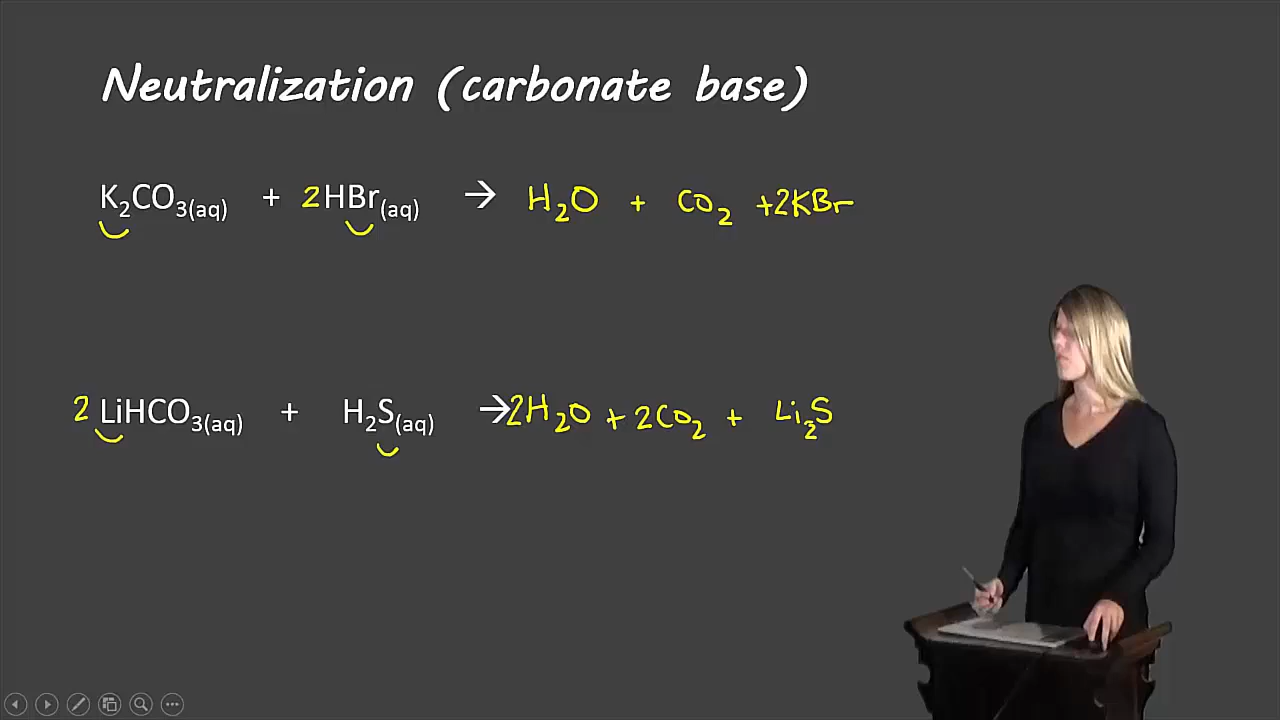 Neutralization (carbonate base)
K₂CO₃(aq) + 2HBr(aq) → H₂O + CO₂ +2KBr
2 LiHCO₃(aq) + H₂S(aq) → 2H₂O + 2CO₂ + Li₂S